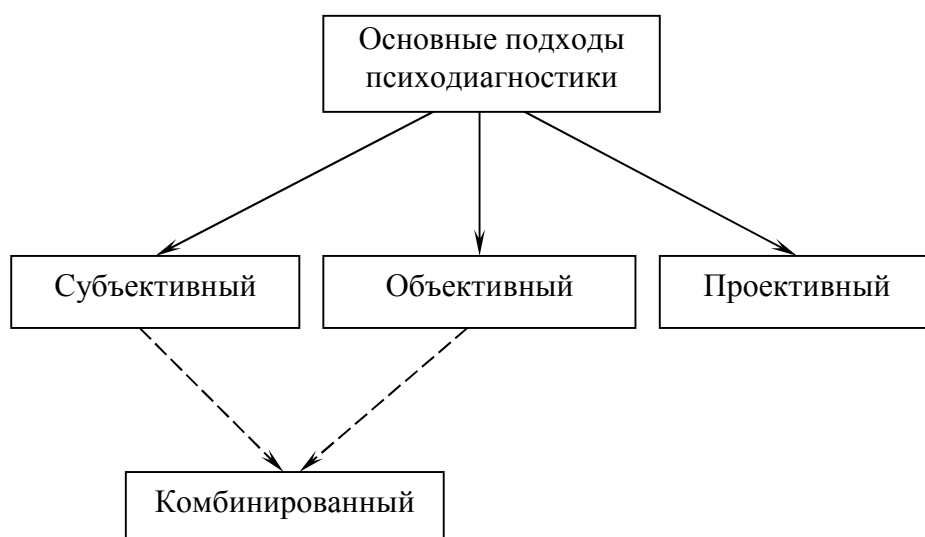 Основные подходы
психодиагностики
Субъективный
Объективный
Проективный
Комбинированный